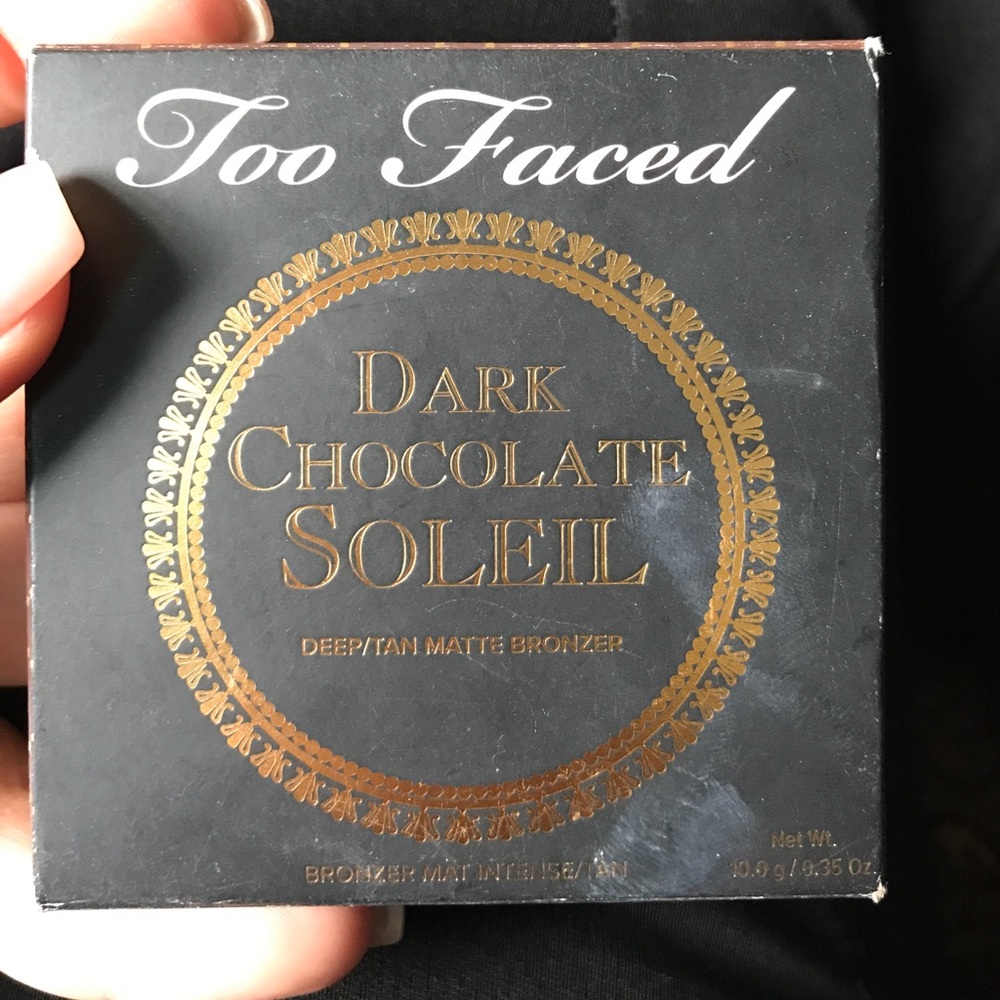 Too Faced
DARK
CHOCOLATE
SOLEIL
DEEP/TAN MATTE BRONZER
BRONZER MAT INTENSE/TAN
Net Wt.
10.0 g / 0.35 Oz.